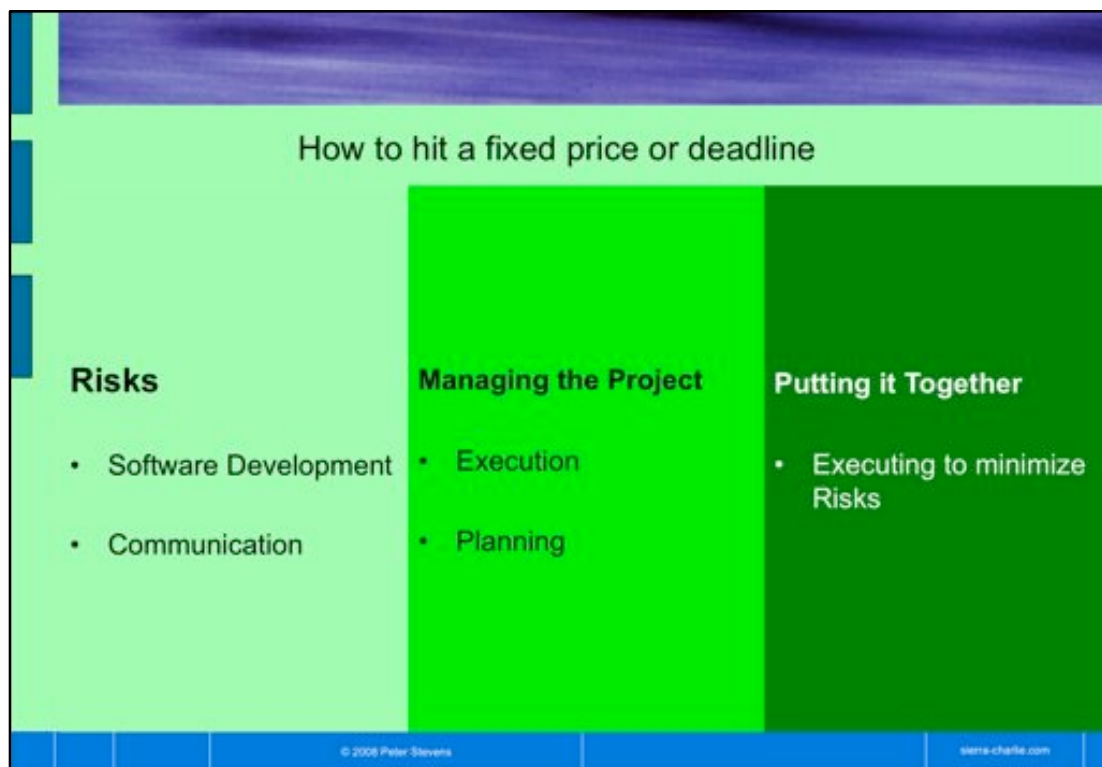 How to hit a fixed price or deadline
Risks
• Software Development
• Communication
Managing the Project
• Execution
• Planning
Putting it Together
• Executing to minimize
Risks
© 2008 Peter Stevens
sierra-charlie.com